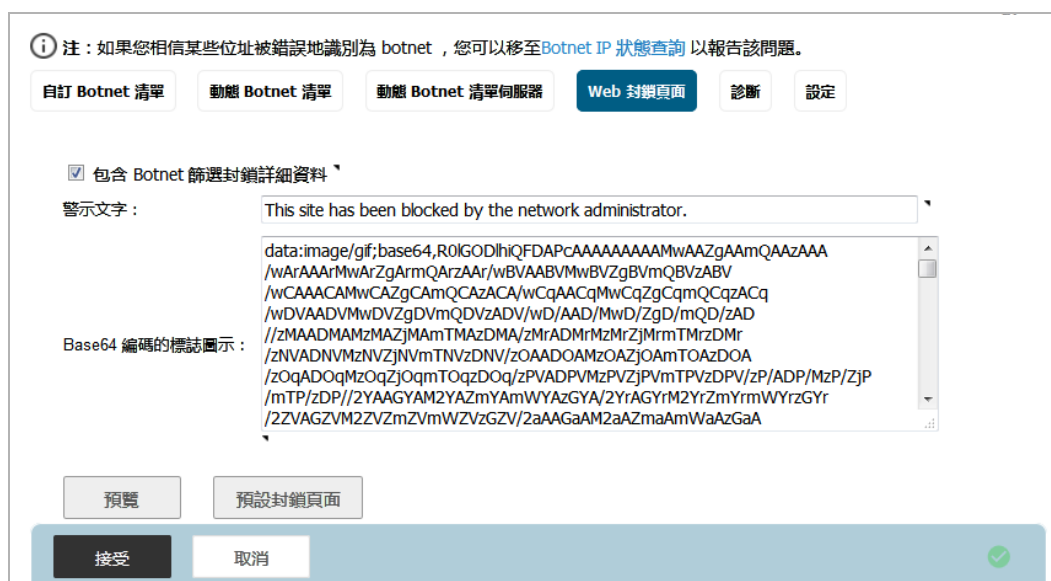 注：如果您相信某些位址被錯誤地識別為 botnet ，您可以移至Botnet IP 狀態查詢 以報告該問題。
自訂 Botnet 清單 動態 Botnet 清單 動態 Botnet 清單伺服器 Web 封鎖頁面 診斷 設定
包含 Botnet 篩選封鎖詳細資料
警示文字： This site has been blocked by the network administrator.
Base64 編碼的標誌圖示：
data:image/gif;base64,R0lGODlhiQFDAPcAAAAAAAAAMwAAZgAAmQAAzAAA
/wArAAArMwArZgArmQArzAAr/wBVAABVMwBVZgBVmQBVzABV
/wCAAACAMwCAZgCAmQCAzACA/wCqAACqMwCqZgCqmQCqzACq
/wDVAADVMwDVZgDVmQDVzADV/wD/AAD/MwD/ZgD/mQD/zAD
//zMAADMAMzMAZjMAmTMAzDMA/zMrADMrMzMrZjMrmTMrzDMr
/zNVADNVMzNVZjNVmTNVzDNV/zOAADOAMzOAZjOAmTOAzDOA
/zOqADOqMzOqZjOqmTOqzDOq/zPVADPVMzPVZjPVmTPVzDPV/zP/ADP/MzP/ZjP
/mTP/zDP//2YAAGYAM2YAZmYAmWYAzGYA/2YrAGYrM2YrZmYrmWYrzGYr
/2ZVAGZVM2ZVZmZVmWZVzGZV/2aAAGaAM2aAZmaAmWaAzGaA
預覽 預設封鎖頁面
接受 取消